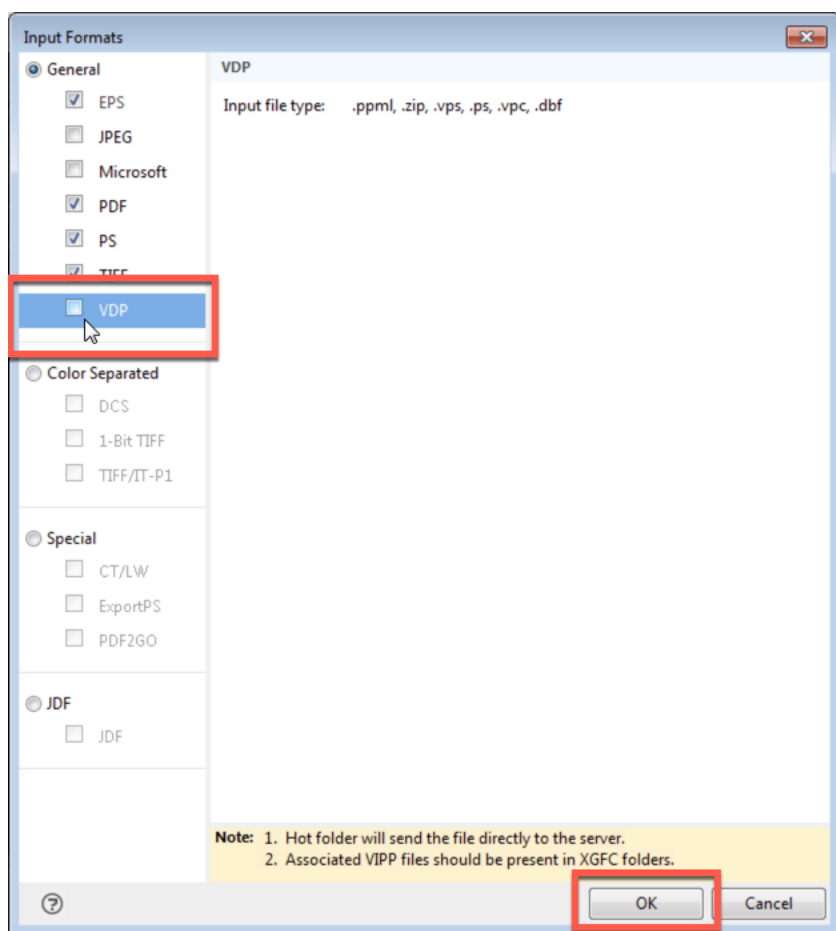 Input Formats
General
VDP
EPS
Input file type: .ppml, .zip, .vps, .ps, .vpc, .dbf
JPEG
Microsoft
PDF
PS
TIFF
VDP
Color Separated
DCS
1-Bit TIFF
TIFF/IT-P1
Special
CT/LW
ExportPS
PDF2GO
JDF
JDF
Note: 1. Hot folder will send the file directly to the server.
2. Associated VIPP files should be present in XGFC folders.
OK
Cancel